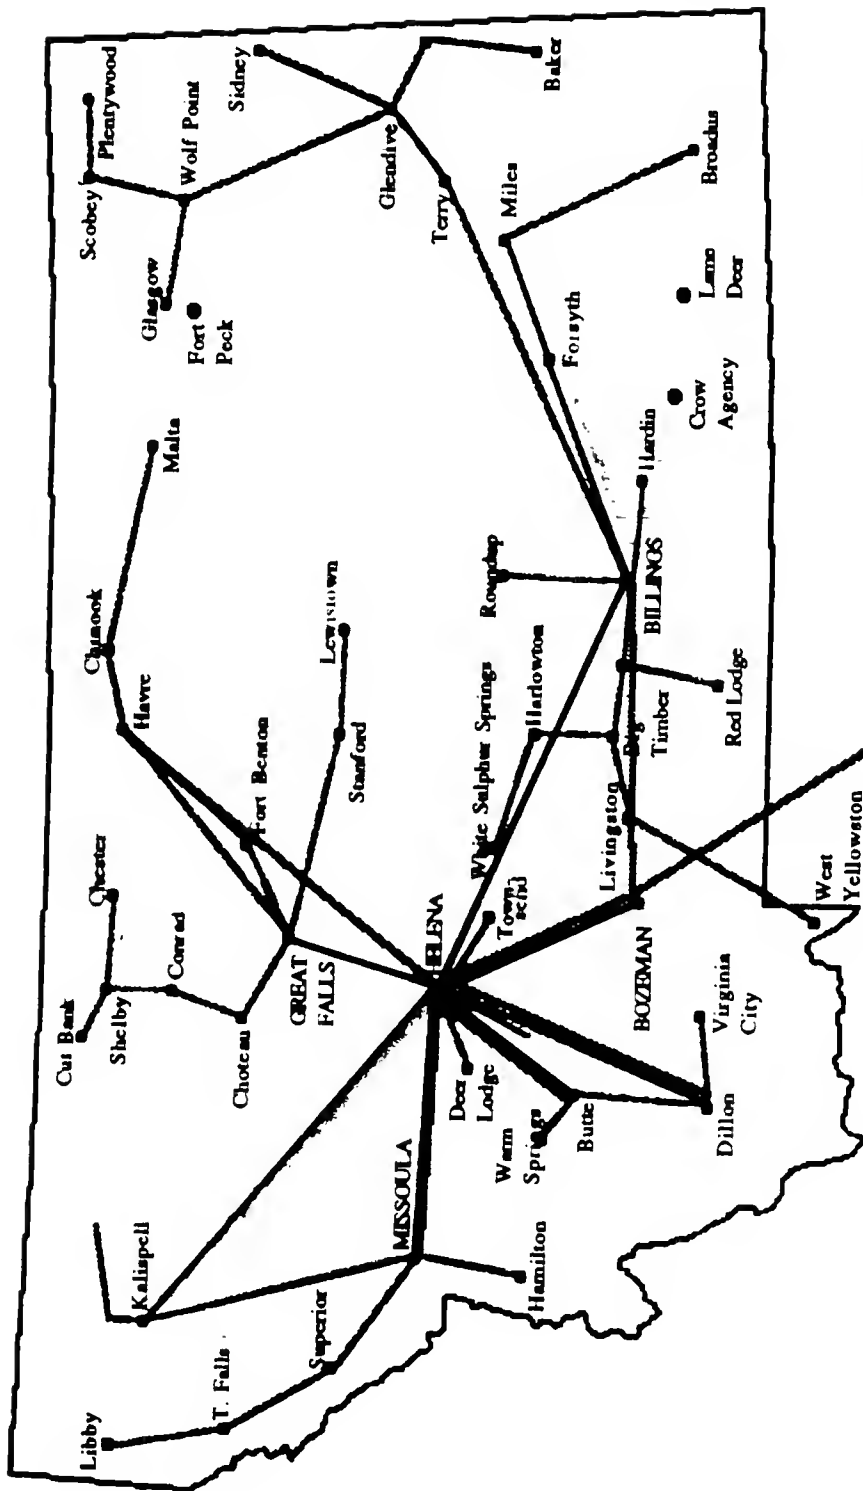 Libby
T. Falls
Superior
Kalispell
MISSOULA
Hamilton
Cut Bank
Shelby
Chester
Conrad
Choteau
GREAT
FALLS
HELENA
Deer
Lodge
Warm
Springs
Butte
Dillon
Virginia
City
BOZEMAN
Town-
send
White Sulphur Springs
Livingston
West
Yellowston
Havre
Chinook
Malta
Fort Benton
Stanford
Lewistown
Harlowton
Big
Timber
Roundup
BILLINGS
Red Lodge
Hardin
Crow
Agency
Lame
Deer
Forsyth
Miles
Broadus
Terry
Glendive
Baker
Sidney
Glasgow
Fort
Peck
Wolf Point
Scobey
Plentywood